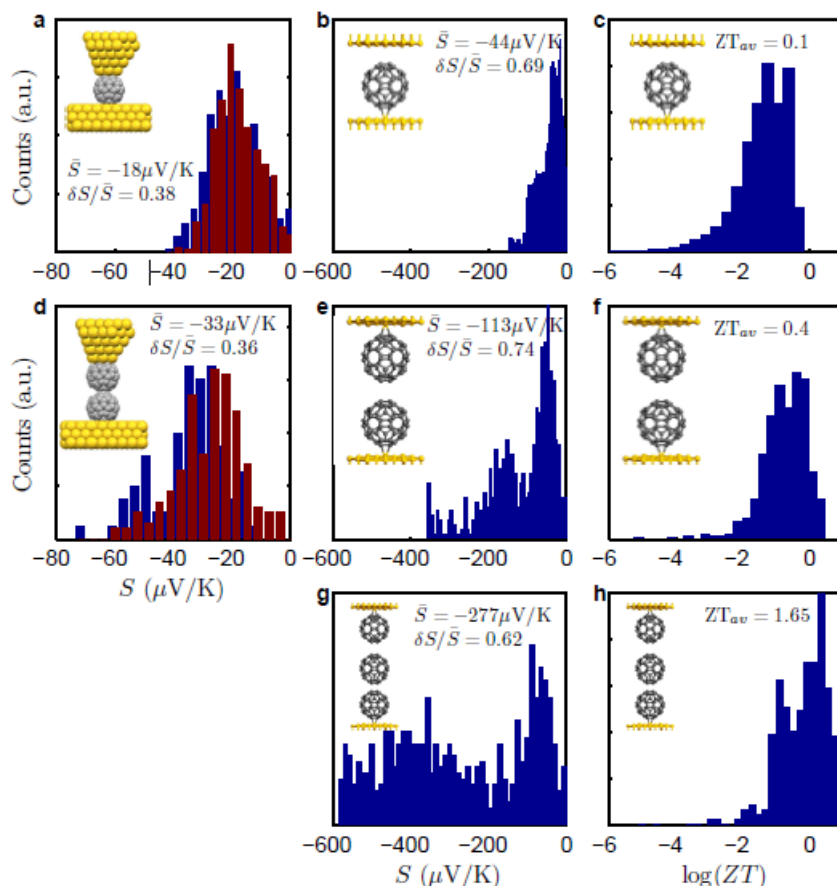 a
b
c
S̄ = −44μV/K
δS/S̄ = 0.69
ZT_av = 0.1
Counts (a.u.)
S̄ = −18μV/K
δS/S̄ = 0.38
−80 −60 −40 −20 0
−600 −400 −200 0
−6 −4 −2 0
d
e
f
S̄ = −33μV/K
δS/S̄ = 0.36
S̄ = −113μV/K
δS/S̄ = 0.74
ZT_av = 0.4
Counts (a.u.)
−80 −60 −40 −20 0
−600 −400 −200 0
−6 −4 −2 0
S (μV/K)
g
h
S̄ = −277μV/K
δS/S̄ = 0.62
ZT_av = 1.65
−600 −400 −200 0
−6 −4 −2 0
S (μV/K)
log(ZT)